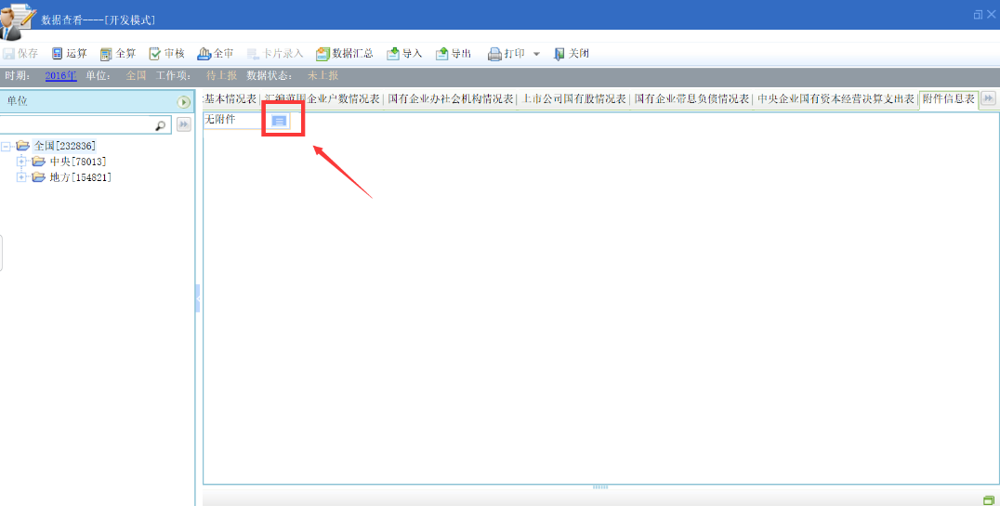 数据查看----[开发模式]
保存 运算 全算 审核 全审 卡片录入 数据汇总 导入 导出 打印 关闭
时期： 2016年 单位： 全国 工作项： 待上报 数据状态： 未上报
单位
基本情况表 汇编范围企业户数情况表 国有企业办社会机构情况表 上市公司国有股情况表 国有企业带息负债情况表 中央企业国有资本经营决算支出表 附件信息表
无附件
全国[232836]
中央[78013]
地方[154821]